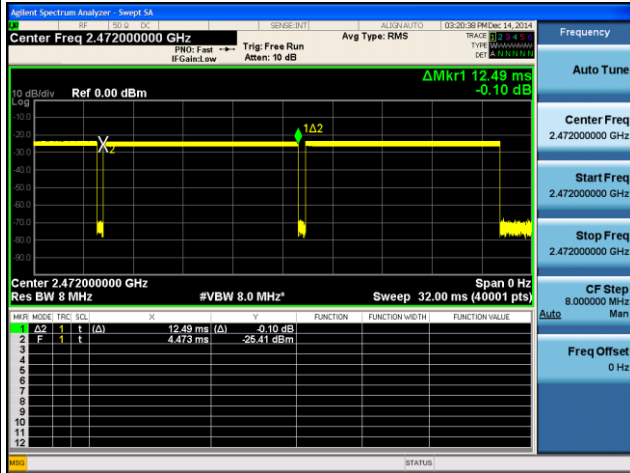 Agilent Spectrum Analyzer - Swept SA
LXI RF 50 Ω DC SENSE:INT ALIGNAUTO 03:20:38 PM Dec 14, 2014
Center Freq 2.472000000 GHz
Avg Type: RMS
TRACE 1 2 3 4 5 6
TYPE WWWWWW
DET A N N N N N
PNO: Fast Trig: Free Run
IFGain:Low Atten: 10 dB
ΔMkr1 12.49 ms
-0.10 dB
10 dB/div Ref 0.00 dBm
Log
-10.0
-20.0
-30.0
-40.0
-50.0
-60.0
-70.0
-80.0
-90.0
X2
1Δ2
Center 2.472000000 GHz Span 0 Hz
Res BW 8 MHz #VBW 8.0 MHz* Sweep 32.00 ms (40001 pts)
MKR MODE TRC SCL X Y FUNCTION FUNCTION WIDTH FUNCTION VALUE
1 Δ2 1 t (Δ) 12.49 ms (Δ) -0.10 dB
2 F 1 t 4.473 ms -25.41 dBm
3
4
5
6
7
8
9
10
11
12
MSG STATUS
Frequency
Auto Tune
Center Freq
2.472000000 GHz
Start Freq
2.472000000 GHz
Stop Freq
2.472000000 GHz
CF Step
8.000000 MHz
Auto Man
Freq Offset
0 Hz